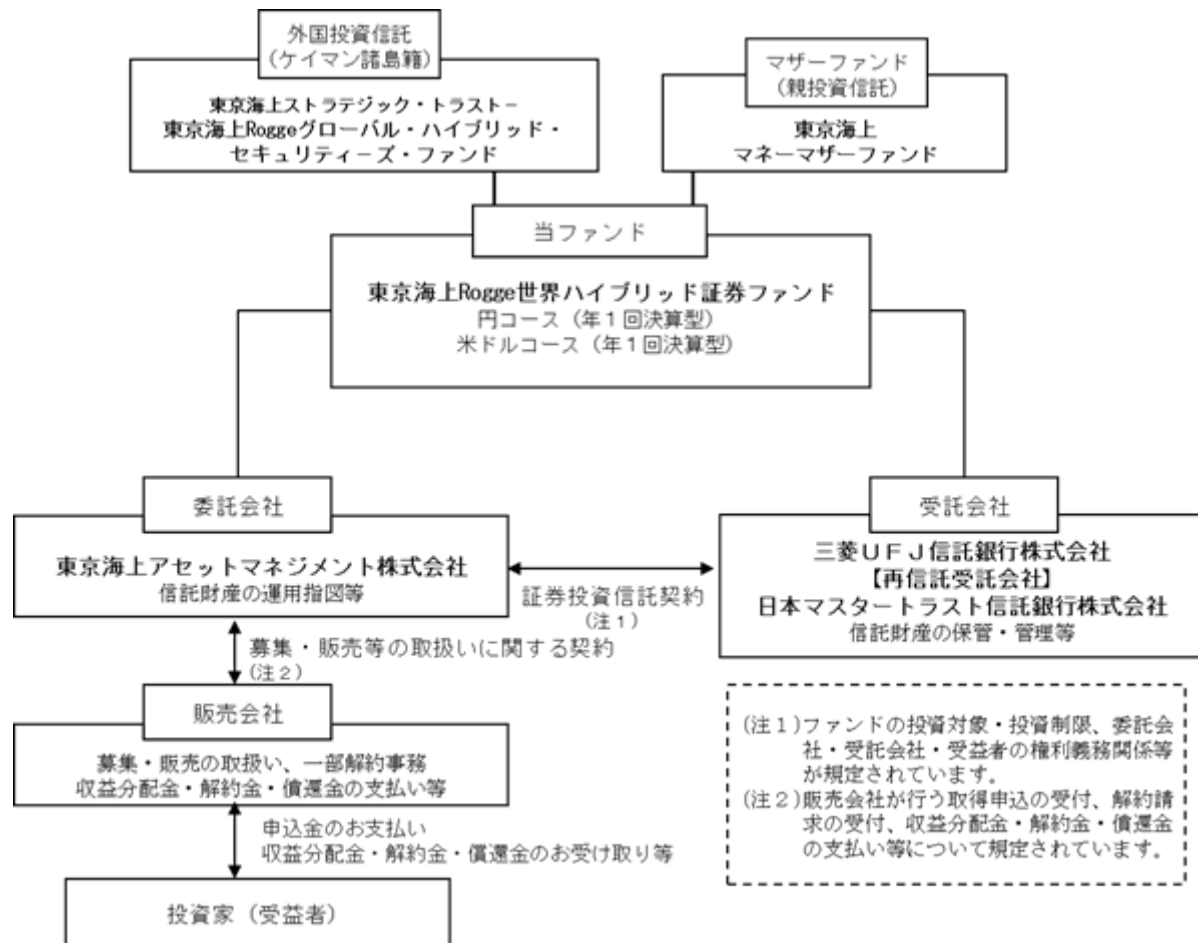 外国投資信託
(ケイマン諸島籍)
東京海上ストラテジック・トラスト－
東京海上Roggeグローバル・ハイブリッド・
セキュリティーズ・ファンド
マザーファンド
(親投資信託)
東京海上
マネーマザーファンド
当ファンド
東京海上Rogge世界ハイブリッド証券ファンド
円コース（年１回決算型）
米ドルコース（年１回決算型）
委託会社
東京海上アセットマネジメント株式会社
信託財産の運用指図等
証券投資信託契約
(注１)
受託会社
三菱ＵＦＪ信託銀行株式会社
【再信託受託会社】
日本マスタートラスト信託銀行株式会社
信託財産の保管・管理等
募集・販売等の取扱いに関する契約
(注２)
販売会社
募集・販売の取扱い、一部解約事務
収益分配金・解約金・償還金の支払い等
申込金のお支払い
収益分配金・解約金・償還金のお受け取り等
投資家（受益者）
(注１)ファンドの投資対象・投資制限、委託会
社・受託会社・受益者の権利義務関係等
が規定されています。
(注２)販売会社が行う取得申込の受付、解約請
求の受付、収益分配金・解約金・償還金
の支払い等について規定されています。